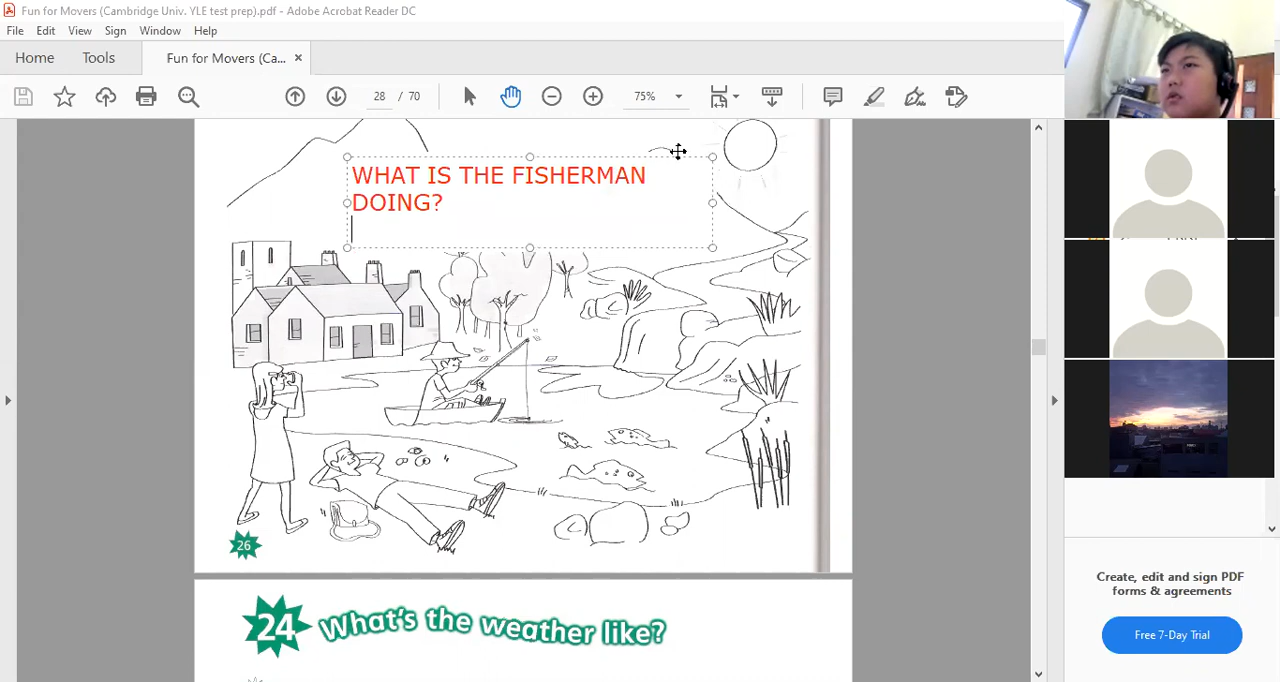 Fun for Movers (Cambridge Univ. YLE test prep).pdf - Adobe Acrobat Reader DC
File Edit View Sign Window Help
Home Tools Fun for Movers (Ca... ×
28 / 70 75%
WHAT IS THE FISHERMAN
DOING?
26
24 What's the weather like?
Create, edit and sign PDF
forms & agreements
Free 7-Day Trial